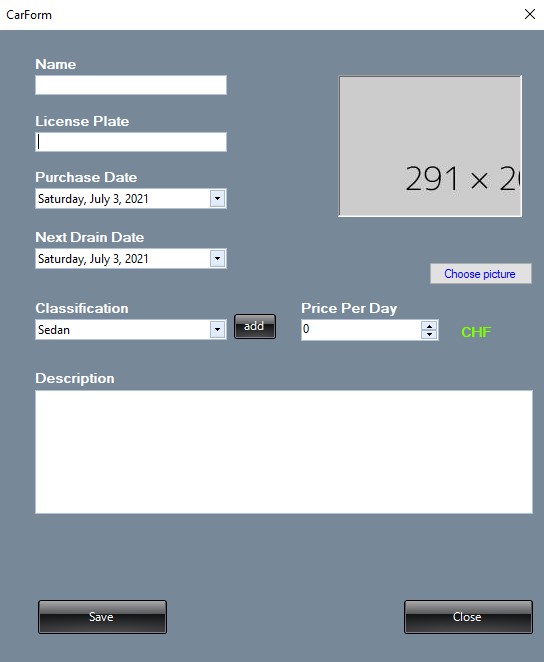 CarForm
Name
License Plate
291 × 2
Purchase Date
Saturday, July 3, 2021
Next Drain Date
Saturday, July 3, 2021
Choose picture
Classification
Price Per Day
Sedan
add
0
CHF
Description
Save
Close